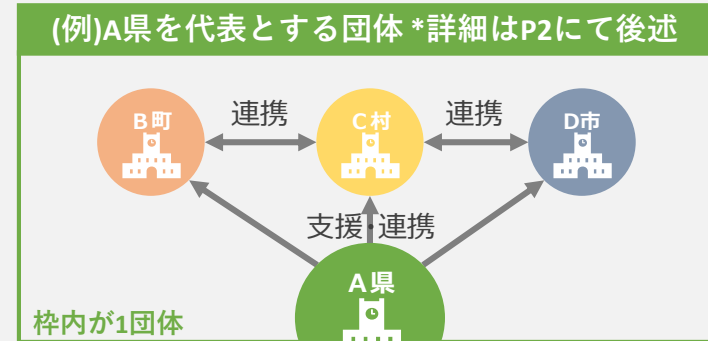 (例)A県を代表とする団体 *詳細はP2にて後述
連携
連携
B町
C村
D市
支援・連携
A県
枠内が1団体